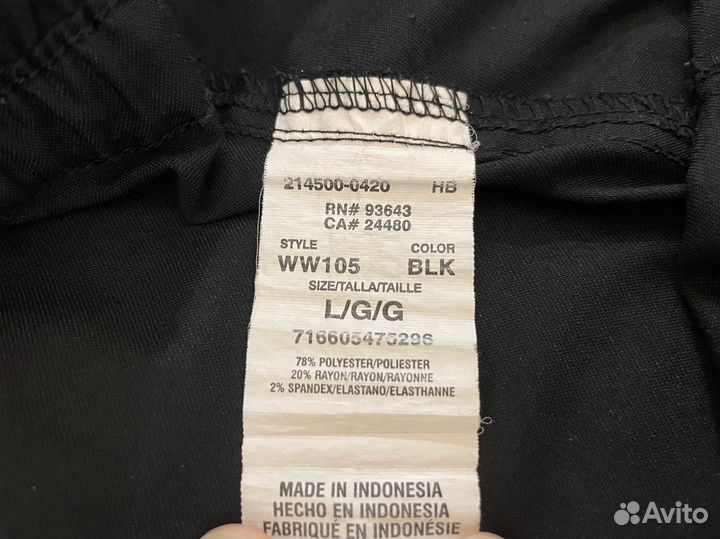 214500-0420 HB
RN# 93643
CA# 24480
STYLE COLOR
WW105 BLK
SIZE/TALLA/TAILLE
L/G/G
716605475296
78% POLYESTER/POLIESTER
20% RAYON/RAYON/RAYONNE
2% SPANDEX/ELASTANO/ELASTHANNE
MADE IN INDONESIA
HECHO EN INDONESIA
FABRIQUÉ EN INDONÉSIE
Avito